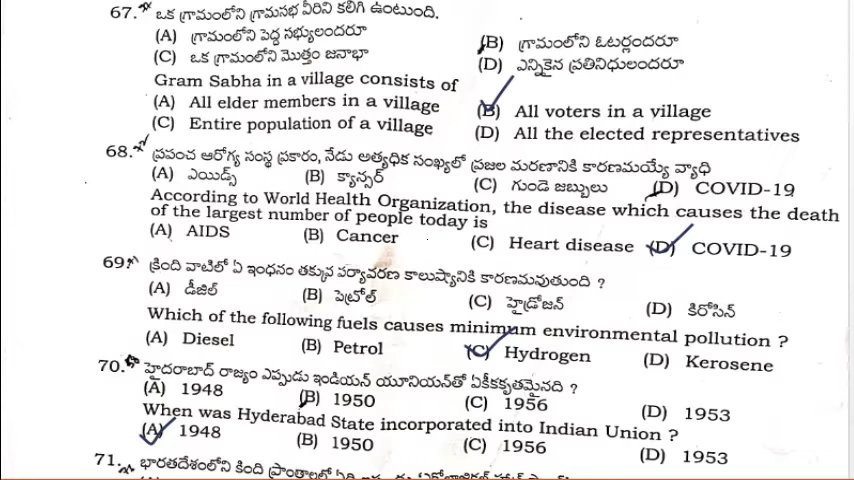 67. ఒక గ్రామంలోని గ్రామసభ వీరిని కలిగి ఉంటుంది.
(A) గ్రామంలోని పెద్ద సభ్యులందరూ (B) గ్రామంలోని ఓటర్లందరూ
(C) ఒక గ్రామంలోని మొత్తం జనాభా (D) ఎన్నికైన ప్రతినిధులందరూ
Gram Sabha in a village consists of
(A) All elder members in a village (B) All voters in a village
(C) Entire population of a village (D) All the elected representatives
68. ప్రపంచ ఆరోగ్య సంస్థ ప్రకారం, నేడు అత్యధిక సంఖ్యలో ప్రజల మరణానికి కారణమయ్యే వ్యాధి
(A) ఎయిడ్స్ (B) క్యాన్సర్ (C) గుండె జబ్బులు (D) COVID-19
According to World Health Organization, the disease which causes the death
of the largest number of people today is
(A) AIDS (B) Cancer (C) Heart disease (D) COVID-19
69. క్రింది వాటిలో ఏ ఇంధనం తక్కువ పర్యావరణ కాలుష్యానికి కారణమవుతుంది ?
(A) డీజిల్ (B) పెట్రోల్ (C) హైడ్రోజన్ (D) కిరోసిన్
Which of the following fuels causes minimum environmental pollution ?
(A) Diesel (B) Petrol (C) Hydrogen (D) Kerosene
70. హైదరాబాద్ రాజ్యం ఎప్పుడు ఇండియన్ యూనియన్‌తో ఏకీకృతమైనది ?
(A) 1948 (B) 1950 (C) 1956 (D) 1953
When was Hyderabad State incorporated into Indian Union ?
(A) 1948 (B) 1950 (C) 1956 (D) 1953
71. భారతదేశంలోని కింది ప్రాంతాలలో